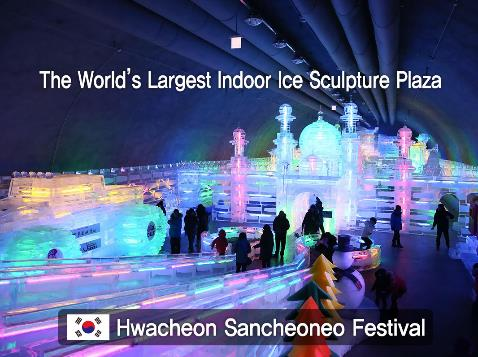 The World's Largest Indoor Ice Sculpture Plaza
Hwacheon Sancheoneo Festival